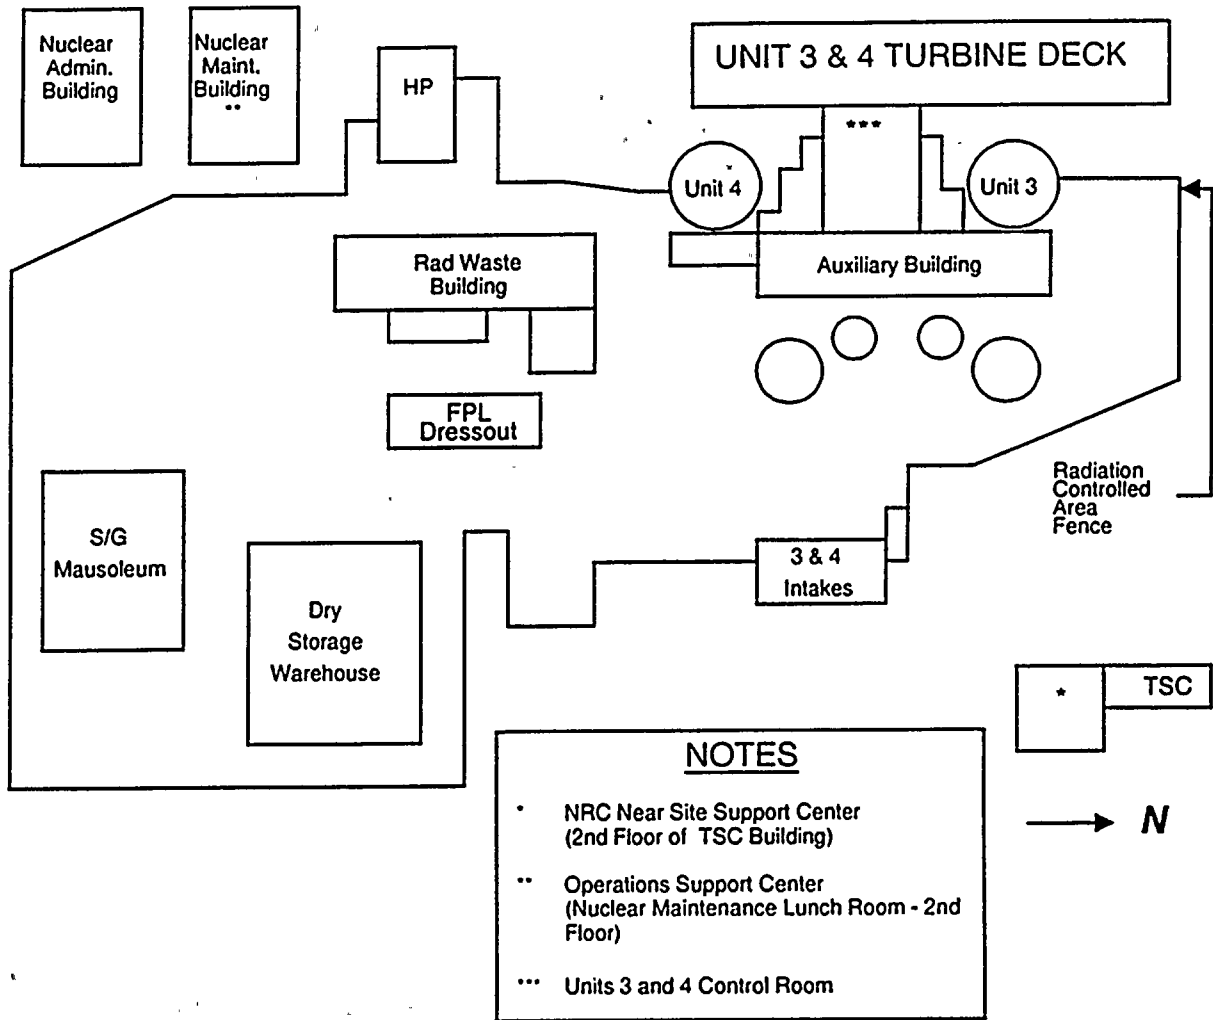 Nuclear
Admin.
Building
Nuclear
Maint.
Building
**
HP
UNIT 3 & 4 TURBINE DECK
***
Unit 4
Unit 3
Rad Waste
Building
Auxiliary Building
FPL
Dressout
Radiation
Controlled
Area
Fence
S/G
Mausoleum
3 & 4
Intakes
Dry
Storage
Warehouse
*
TSC
N
NOTES
* NRC Near Site Support Center
(2nd Floor of TSC Building)
** Operations Support Center
(Nuclear Maintenance Lunch Room - 2nd
Floor)
*** Units 3 and 4 Control Room